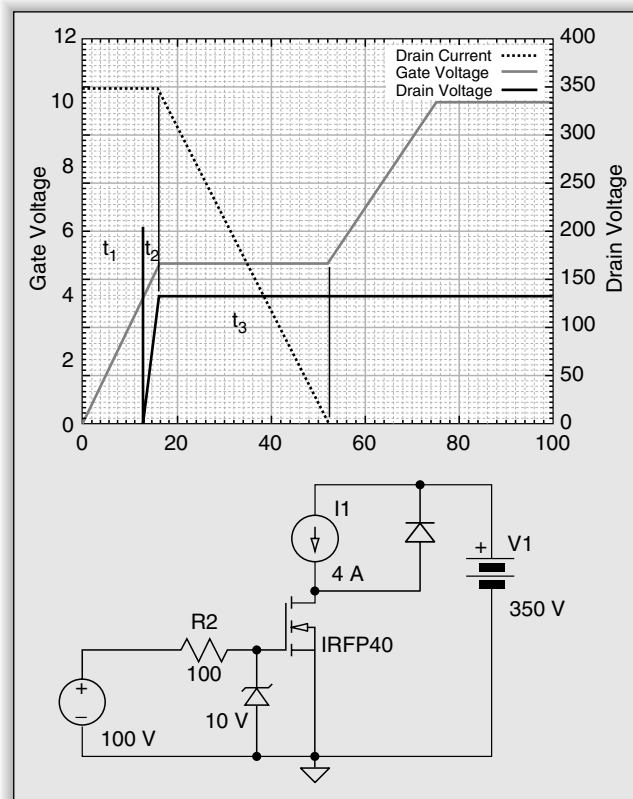 12
10
8
6
4
2
0
Gate Voltage
400
350
300
250
200
150
100
50
0
Drain Voltage
Drain Current
Gate Voltage
Drain Voltage
t1
t2
t3
0
20
40
60
80
100
I1
4 A
+
V1
350 V
R2
100
IRFP40
10 V
+
−
100 V